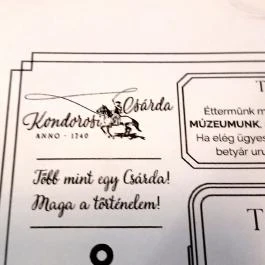 Kondorosi Csárda
ANNO - 1740
Több mint egy Csárda!
Maga a történelem!
Éttermünk m
MÚZEUMUNK,
Ha elég ügyes
betyár uru